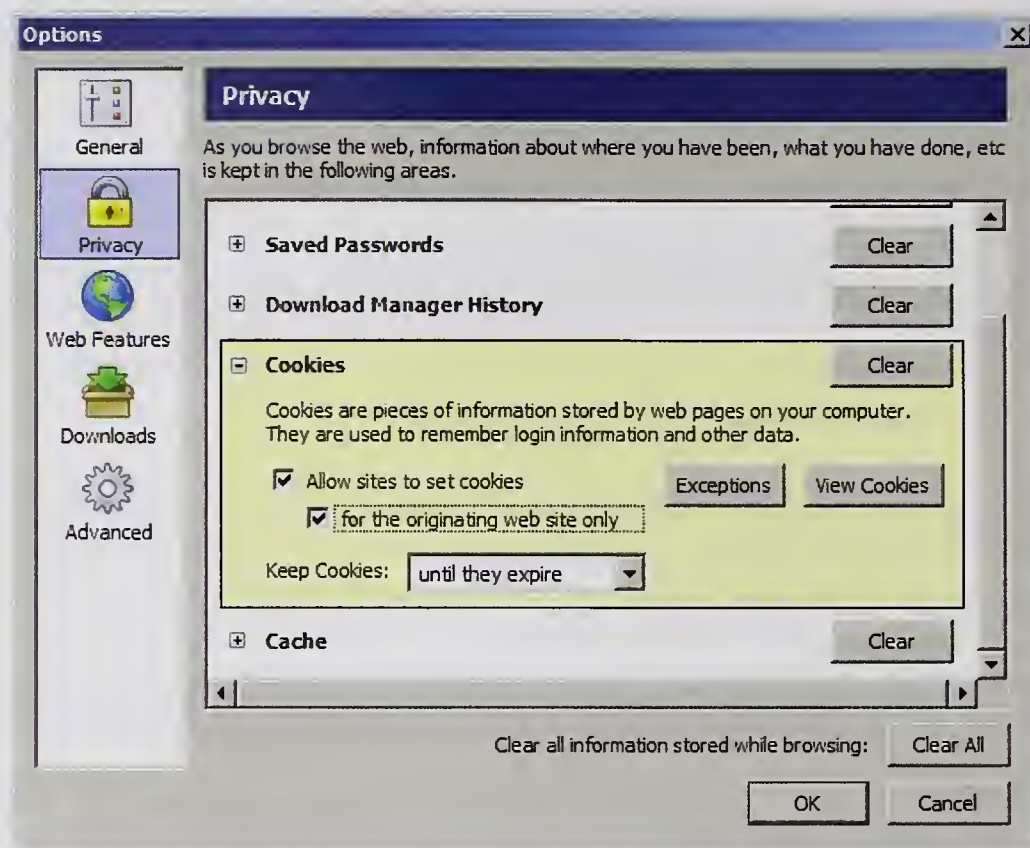 Options
General
Privacy
Web Features
Downloads
Advanced
Privacy
As you browse the web, information about where you have been, what you have done, etc
is kept in the following areas.
Saved Passwords Clear
Download Manager History Clear
Cookies Clear
Cookies are pieces of information stored by web pages on your computer.
They are used to remember login information and other data.
Allow sites to set cookies Exceptions View Cookies
for the originating web site only
Keep Cookies: until they expire
Cache Clear
Clear all information stored while browsing: Clear All
OK Cancel